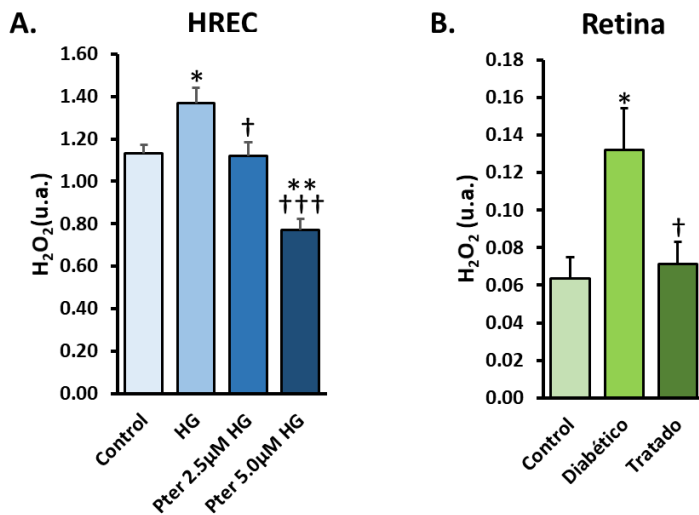 A.
HREC
H₂O₂(u.a.)
1.60
1.40
1.20
1.00
0.80
0.60
0.40
0.20
0.00
*
†
**
†††
Control
HG
Pter 2.5µM HG
Pter 5.0µM HG
B.
Retina
H₂O₂ (u.a.)
0.18
0.16
0.14
0.12
0.10
0.08
0.06
0.04
0.02
0.00
*
†
Control
Diabético
Tratado